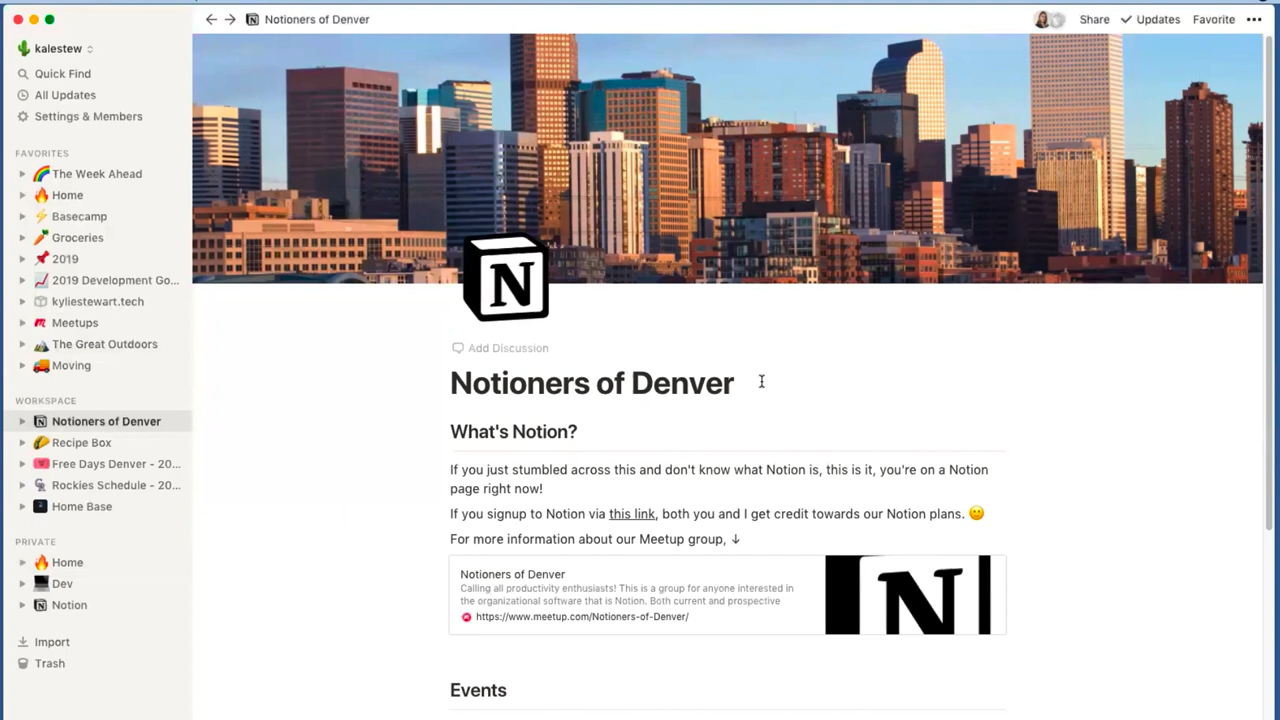 Notioners of Denver
Share
Updates
Favorite
kalestew
Quick Find
All Updates
Settings & Members
FAVORITES
The Week Ahead
Home
Basecamp
Groceries
2019
2019 Development Go...
kyliestewart.tech
Meetups
The Great Outdoors
Moving
WORKSPACE
Notioners of Denver
Recipe Box
Free Days Denver - 20...
Rockies Schedule - 20...
Home Base
PRIVATE
Home
Dev
Notion
Import
Trash
N
Add Discussion
Notioners of Denver
What's Notion?
If you just stumbled across this and don't know what Notion is, this is it, you're on a Notion
page right now!
If you signup to Notion via this link, both you and I get credit towards our Notion plans. 🙂
For more information about our Meetup group, ↓
Notioners of Denver
Calling all productivity enthusiasts! This is a group for anyone interested in
the organizational software that is Notion. Both current and prospective
https://www.meetup.com/Notioners-of-Denver/
N
Events